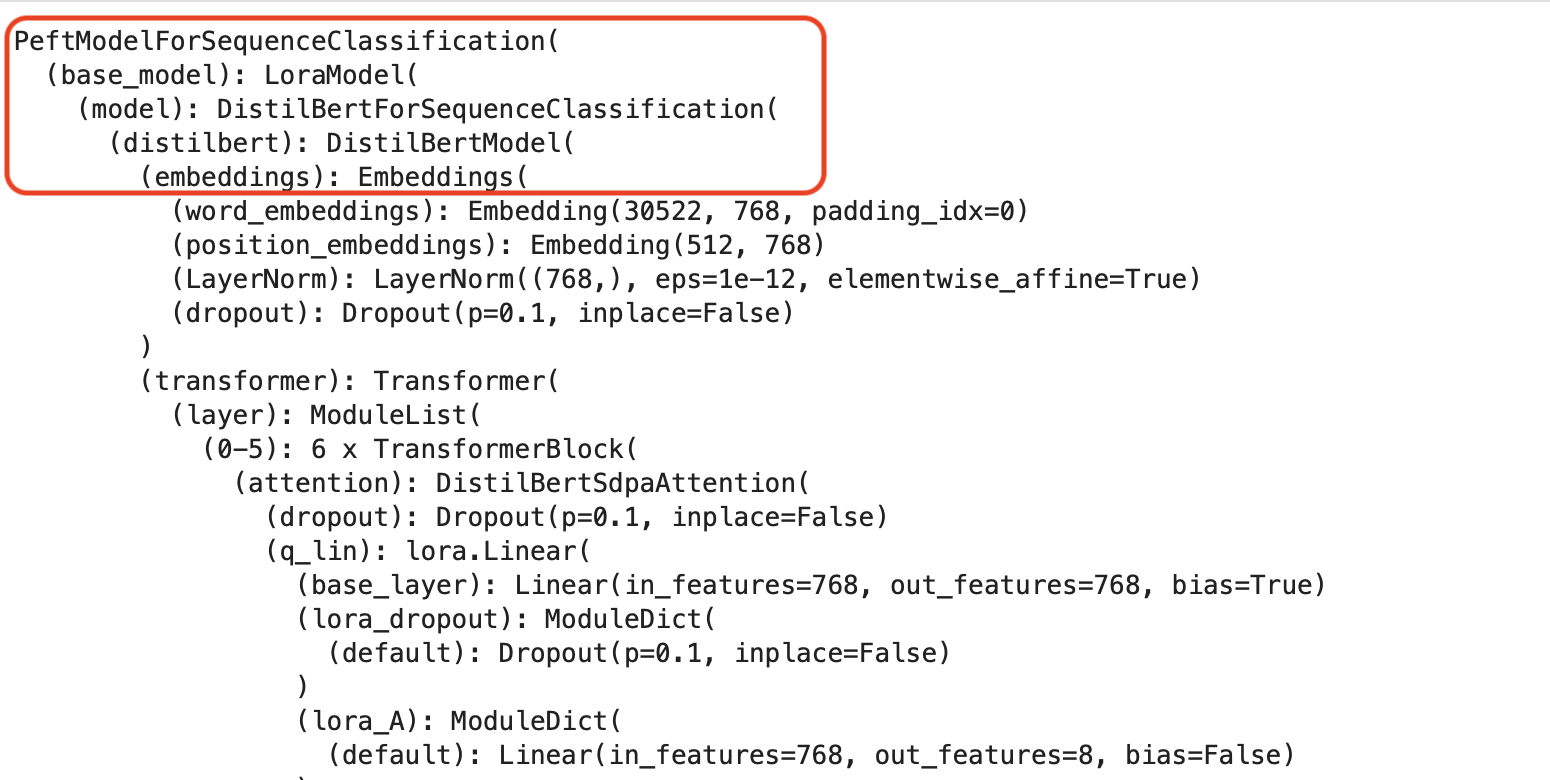 PeftModelForSequenceClassification(
  (base_model): LoraModel(
    (model): DistilBertForSequenceClassification(
      (distilbert): DistilBertModel(
        (embeddings): Embeddings(
          (word_embeddings): Embedding(30522, 768, padding_idx=0)
          (position_embeddings): Embedding(512, 768)
          (LayerNorm): LayerNorm((768,), eps=1e-12, elementwise_affine=True)
          (dropout): Dropout(p=0.1, inplace=False)
        )
        (transformer): Transformer(
          (layer): ModuleList(
            (0-5): 6 x TransformerBlock(
              (attention): DistilBertSdpaAttention(
                (dropout): Dropout(p=0.1, inplace=False)
                (q_lin): lora.Linear(
                  (base_layer): Linear(in_features=768, out_features=768, bias=True)
                  (lora_dropout): ModuleDict(
                    (default): Dropout(p=0.1, inplace=False)
                  )
                  (lora_A): ModuleDict(
                    (default): Linear(in_features=768, out_features=8, bias=False)